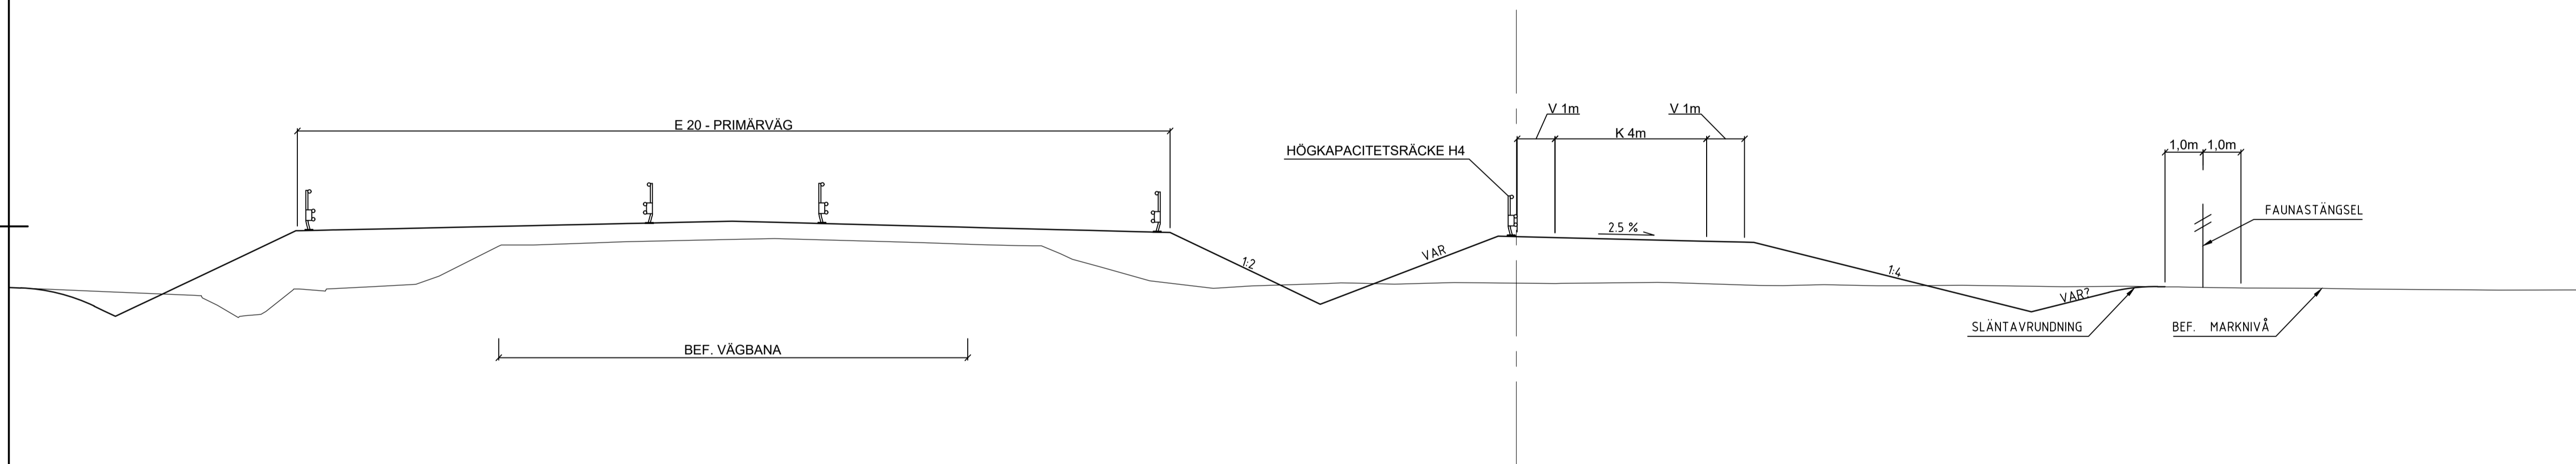 V 1m
V 1m
E 20 - PRIMÄRVÄG
K 4m
1,0m
1,0m
HÖGKAPACITETSRÄCKE H4
FAUNASTÄNGSEL
2.5 %
VAR
1:2
1:4
VAR?
SLÄNTAVRUNDNING
BEF. MARKNIVÅ
BEF. VÄGBANA